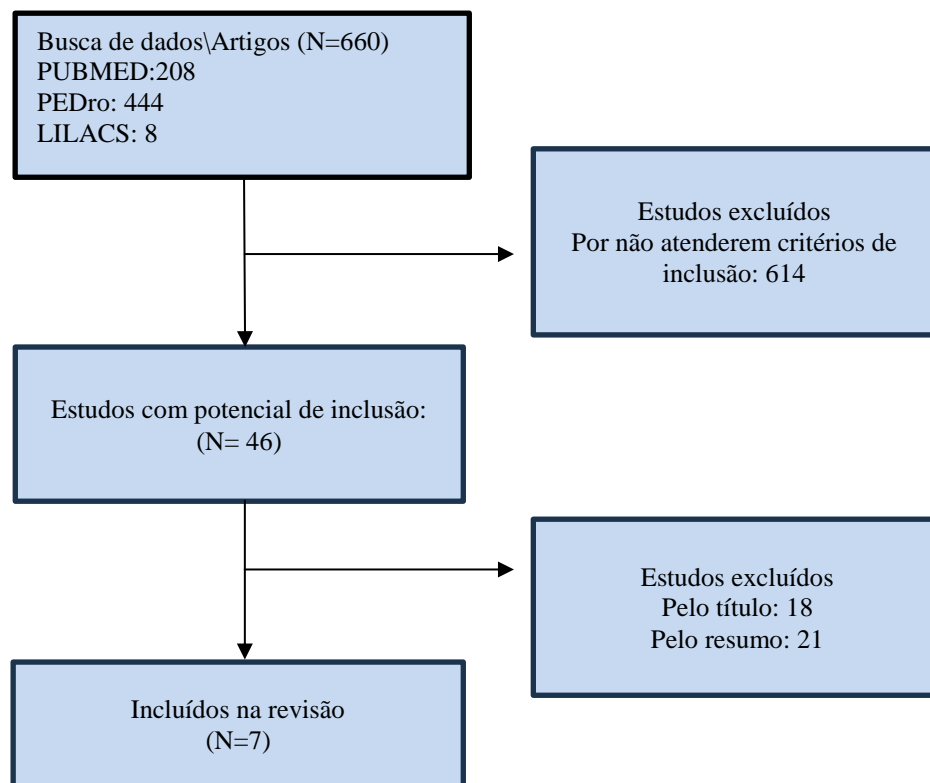 Busca de dados\Artigos (N=660)
PUBMED:208
PEDro: 444
LILACS: 8
Estudos excluídos
Por não atenderem critérios de
inclusão: 614
Estudos com potencial de inclusão:
(N= 46)
Estudos excluídos
Pelo título: 18
Pelo resumo: 21
Incluídos na revisão
(N=7)